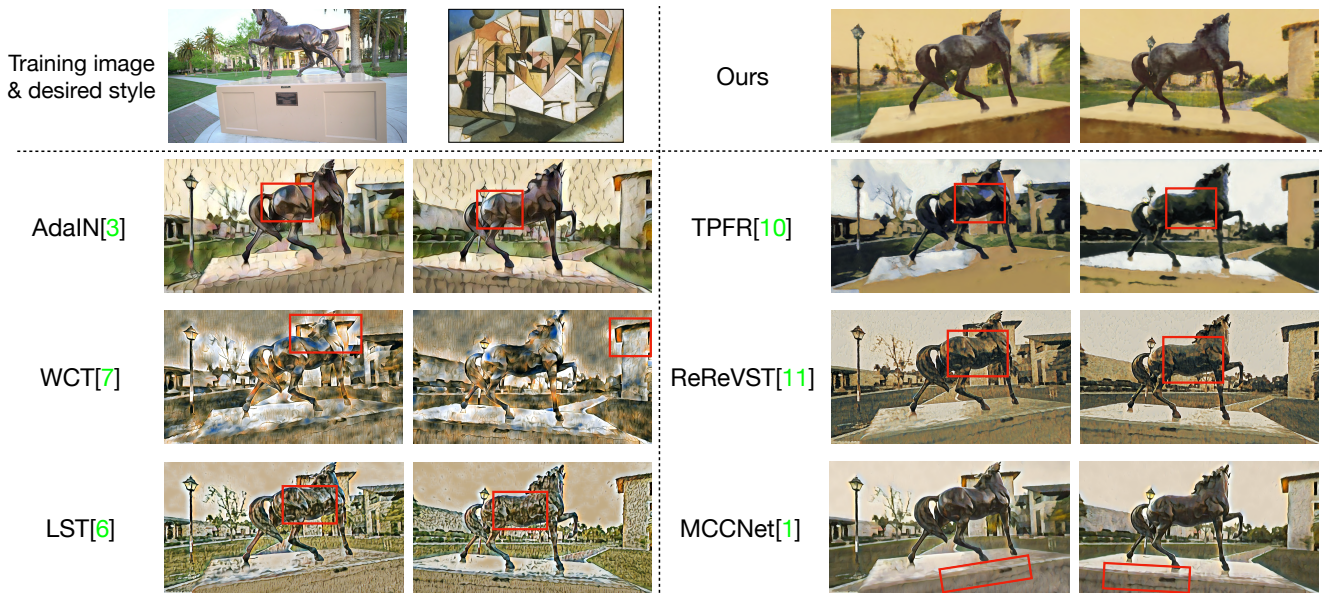 Training image
& desired style
Ours
AdaIN[3]
TPFR[10]
WCT[7]
ReReVST[11]
LST[6]
MCCNet[1]